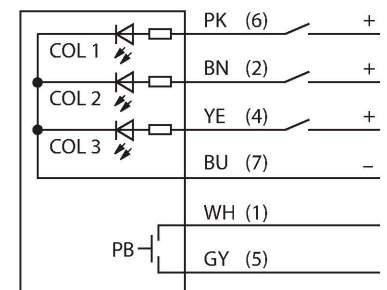 PK (6) +
COL 1
BN (2) +
COL 2
YE (4) +
COL 3
BU (7) –
WH (1)
PB
GY (5)